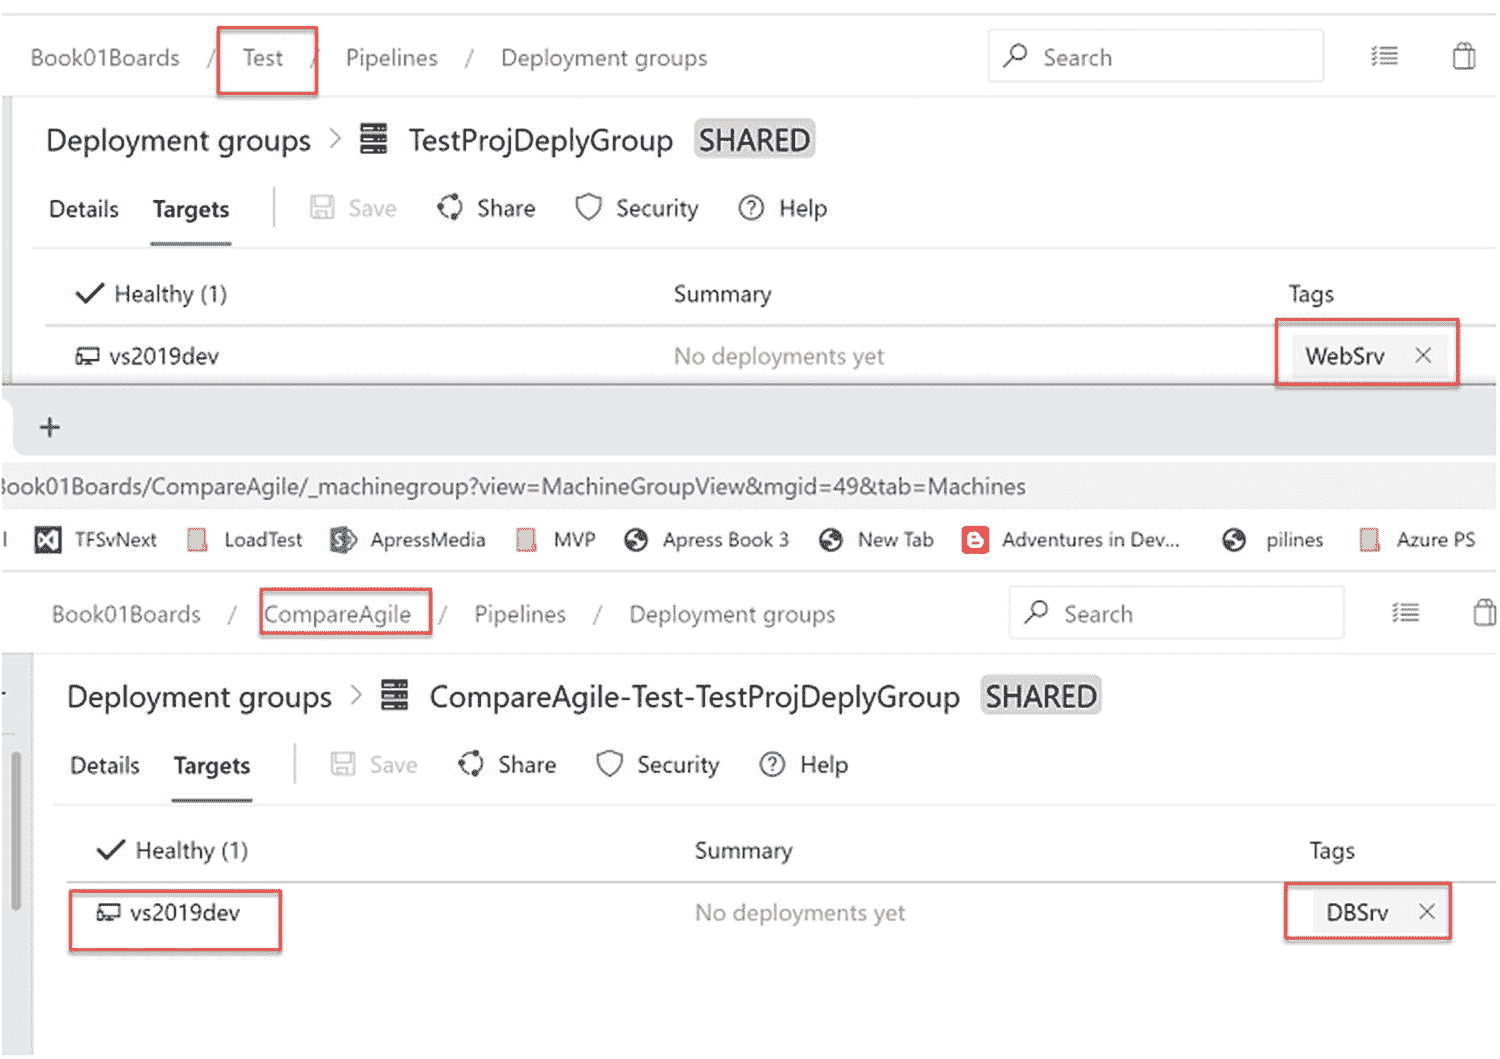 Book01Boards / Test / Pipelines / Deployment groups Search
Deployment groups > TestProjDeplyGroup SHARED
Details Targets Save Share Security Help
Healthy (1) Summary Tags
vs2019dev No deployments yet WebSrv ×
+
Book01Boards/CompareAgile/_machinegroup?view=MachineGroupView&mgid=49&tab=Machines
TFSvNext LoadTest ApressMedia MVP Apress Book 3 New Tab Adventures in Dev... pilines Azure PS
Book01Boards / CompareAgile / Pipelines / Deployment groups Search
Deployment groups > CompareAgile-Test-TestProjDeplyGroup SHARED
Details Targets Save Share Security Help
Healthy (1) Summary Tags
vs2019dev No deployments yet DBSrv ×